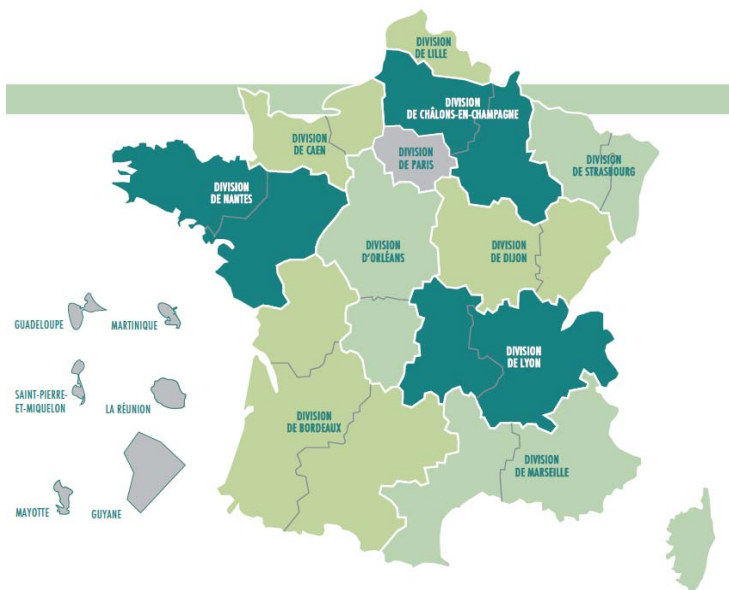 DIVISION
DE LILLE
DIVISION
DE CHÂLONS-EN-CHAMPAGNE
DIVISION
DE CAEN
DIVISION
DE PARIS
DIVISION
DE STRASBOURG
DIVISION
DE NANTES
DIVISION
D'ORLÉANS
DIVISION
DE DIJON
GUADELOUPE
MARTINIQUE
DIVISION
DE LYON
SAINT-PIERRE-
ET-MIQUELON
LA RÉUNION
DIVISION
DE BORDEAUX
DIVISION
DE MARSEILLE
MAYOTTE
GUYANE